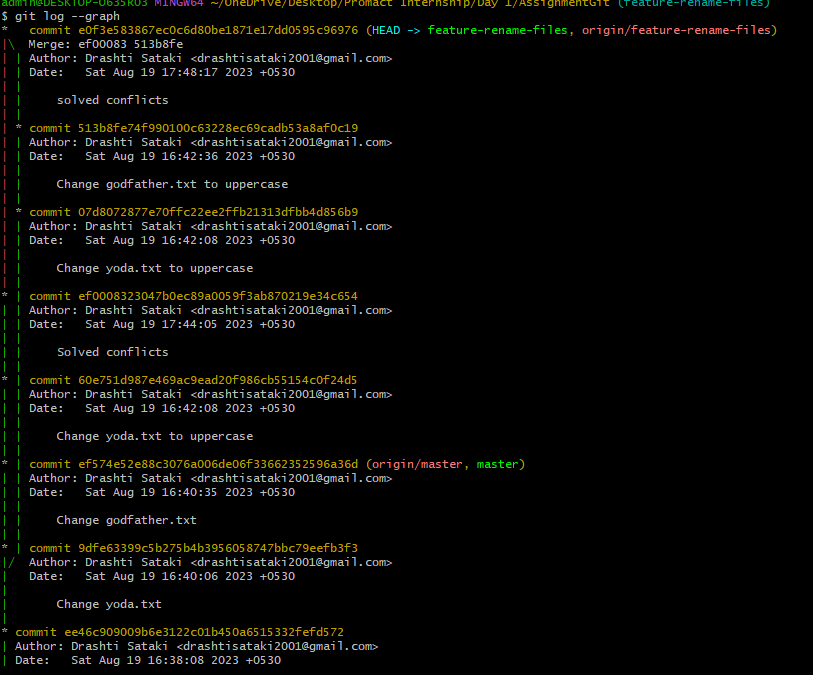 admin@DESKTOP-O635RO3 MINGW64 ~/OneDrive/Desktop/Promact Internship/Day 1/AssignmentGit (feature-rename-files)
$ git log --graph
*   commit e0f3e583867ec0c6d80be1871e17dd0595c96976 (HEAD -> feature-rename-files, origin/feature-rename-files)
|\  Merge: ef00083 513b8fe
| | Author: Drashti Sataki <drashtisataki2001@gmail.com>
| | Date:   Sat Aug 19 17:48:17 2023 +0530
| |
| |     solved conflicts
| |
| * commit 513b8fe74f990100c63228ec69cadb53a8af0c19
| | Author: Drashti Sataki <drashtisataki2001@gmail.com>
| | Date:   Sat Aug 19 16:42:36 2023 +0530
| |
| |     Change godfather.txt to uppercase
| |
| * commit 07d8072877e70ffc22ee2ffb21313dfbb4d856b9
| | Author: Drashti Sataki <drashtisataki2001@gmail.com>
| | Date:   Sat Aug 19 16:42:08 2023 +0530
| |
| |     Change yoda.txt to uppercase
| |
* | commit ef0008323047b0ec89a0059f3ab870219e34c654
| | Author: Drashti Sataki <drashtisataki2001@gmail.com>
| | Date:   Sat Aug 19 17:44:05 2023 +0530
| |
| |     Solved conflicts
| |
* | commit 60e751d987e469ac9ead20f986cb55154c0f24d5
| | Author: Drashti Sataki <drashtisataki2001@gmail.com>
| | Date:   Sat Aug 19 16:42:08 2023 +0530
| |
| |     Change yoda.txt to uppercase
| |
* | commit ef574e52e88c3076a006de06f33662352596a36d (origin/master, master)
| | Author: Drashti Sataki <drashtisataki2001@gmail.com>
| | Date:   Sat Aug 19 16:40:35 2023 +0530
| |
| |     Change godfather.txt
| |
* | commit 9dfe63399c5b275b4b3956058747bbc79eefb3f3
|/  Author: Drashti Sataki <drashtisataki2001@gmail.com>
|   Date:   Sat Aug 19 16:40:06 2023 +0530
|
|       Change yoda.txt
|
* commit ee46c909009b6e3122c01b450a6515332fefd572
| Author: Drashti Sataki <drashtisataki2001@gmail.com>
| Date:   Sat Aug 19 16:38:08 2023 +0530